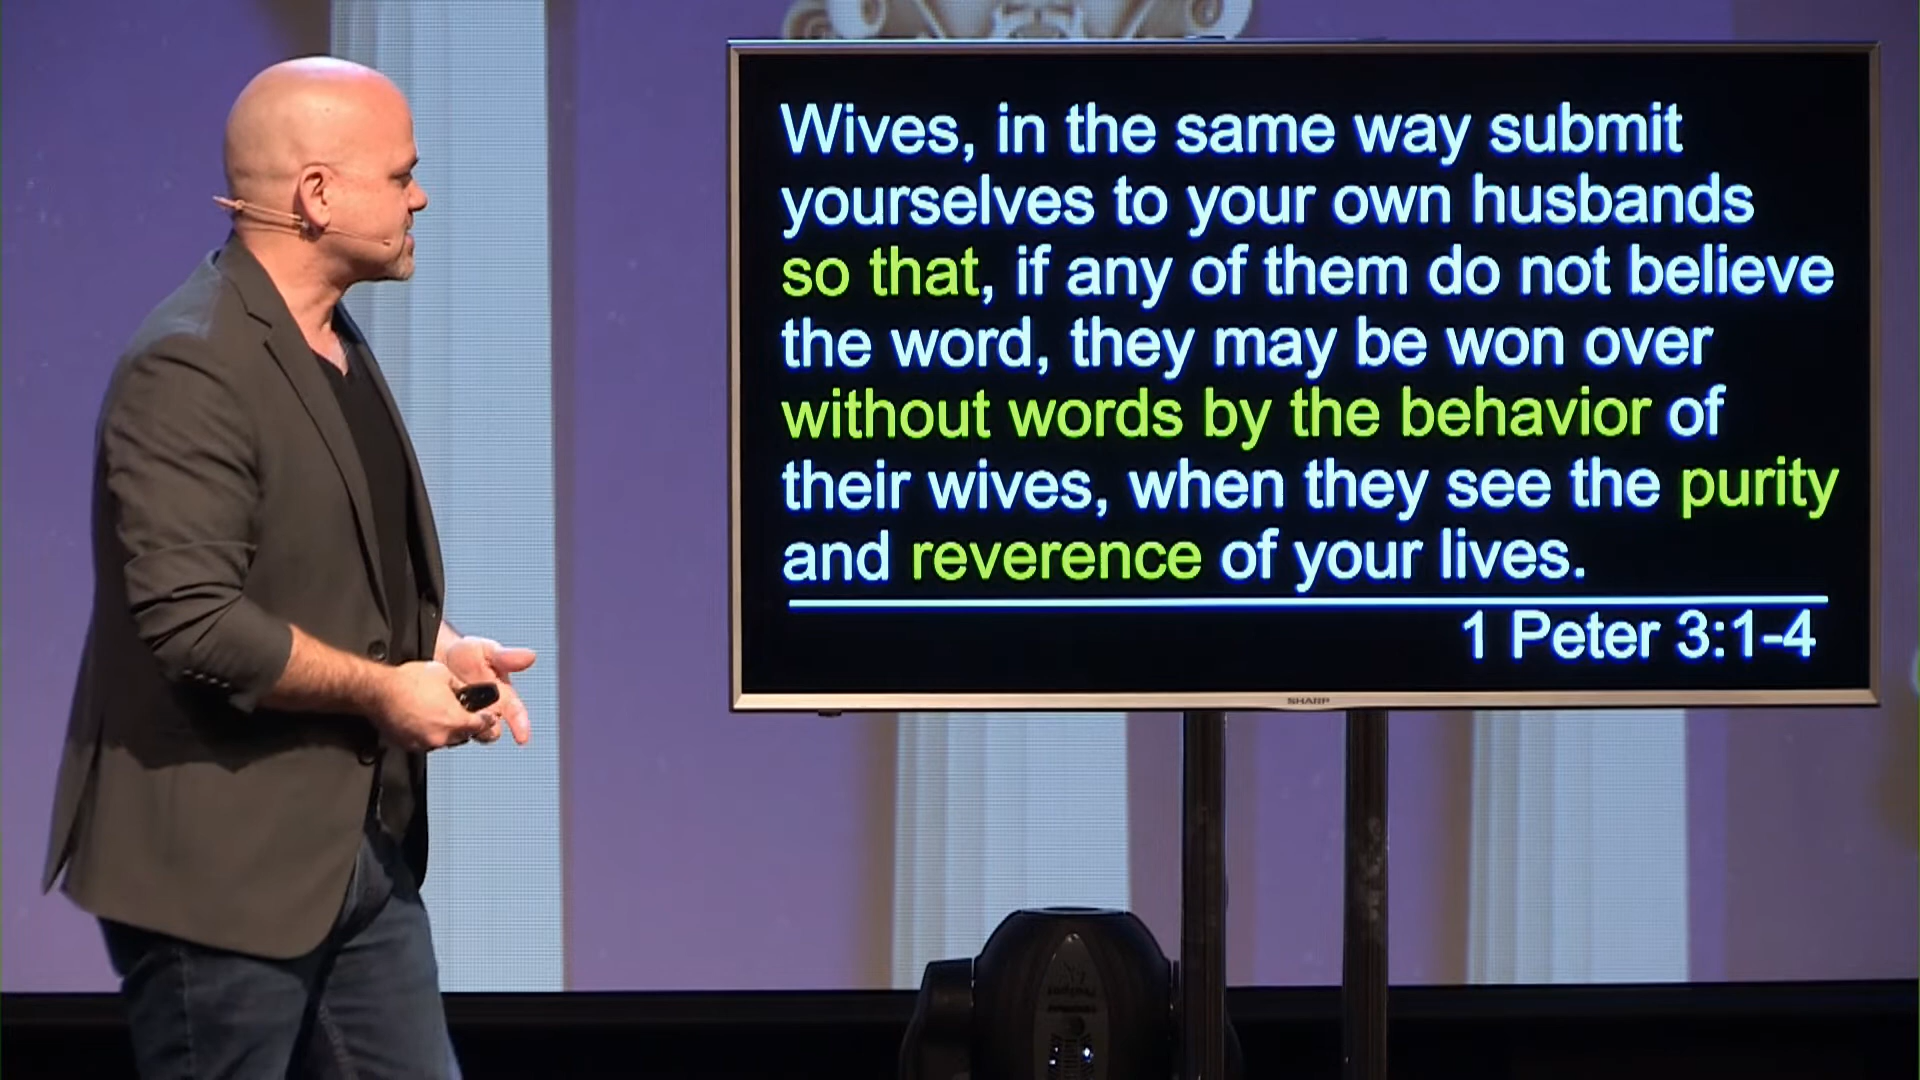 Wives, in the same way submit
yourselves to your own husbands
so that, if any of them do not believe
the word, they may be won over
without words by the behavior of
their wives, when they see the purity
and reverence of your lives.
1 Peter 3:1-4
SHARP